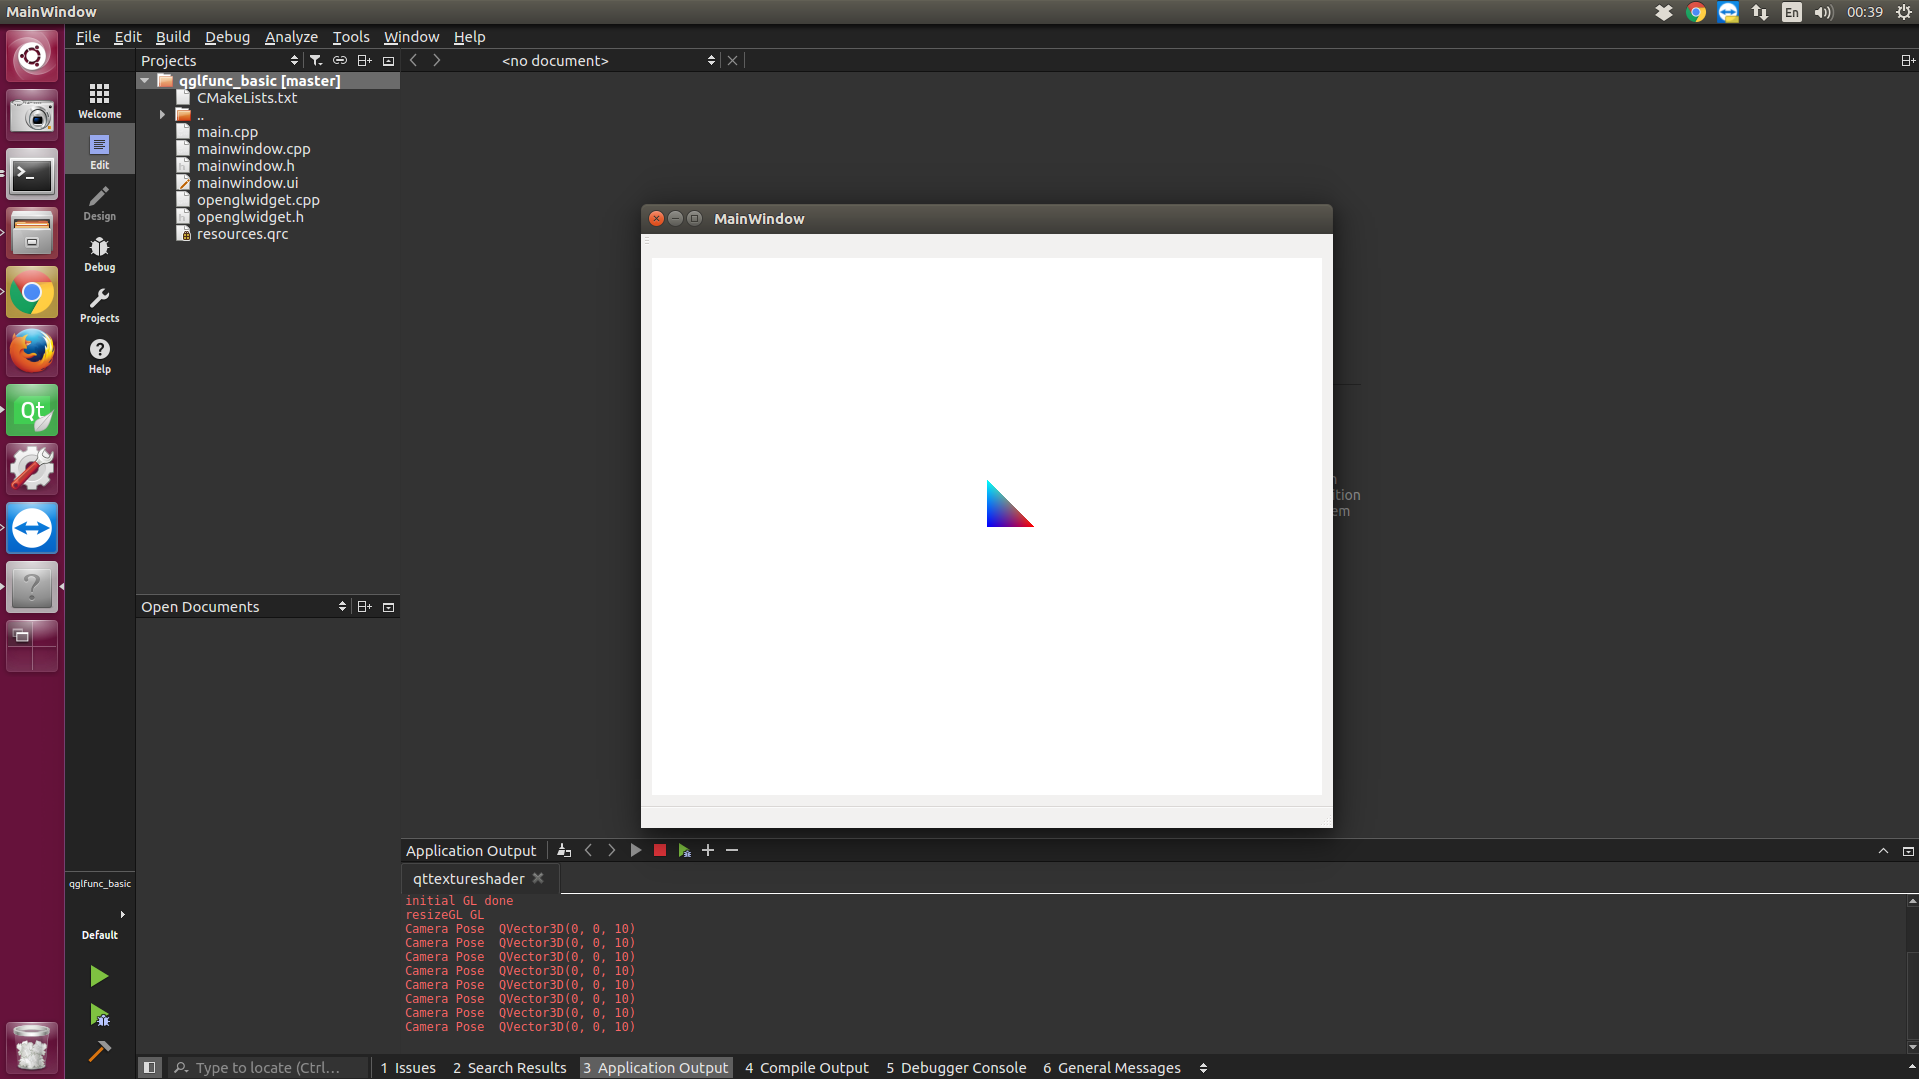 MainWindow
En
00:39
File Edit Build Debug Analyze Tools Window Help
Projects
<no document>
qglfunc_basic [master]
CMakeLists.txt
..
main.cpp
mainwindow.cpp
mainwindow.h
mainwindow.ui
openglwidget.cpp
openglwidget.h
resources.qrc
Welcome
Edit
Design
Debug
Projects
Help
Qt
MainWindow
ition
em
Open Documents
Application Output
qttextureshader
initial GL done
resizeGL GL
Camera Pose  QVector3D(0, 0, 10)
Camera Pose  QVector3D(0, 0, 10)
Camera Pose  QVector3D(0, 0, 10)
Camera Pose  QVector3D(0, 0, 10)
Camera Pose  QVector3D(0, 0, 10)
Camera Pose  QVector3D(0, 0, 10)
Camera Pose  QVector3D(0, 0, 10)
Camera Pose  QVector3D(0, 0, 10)
qglfunc_basic
Default
Type to locate (Ctrl...
1 Issues 2 Search Results 3 Application Output 4 Compile Output 5 Debugger Console 6 General Messages